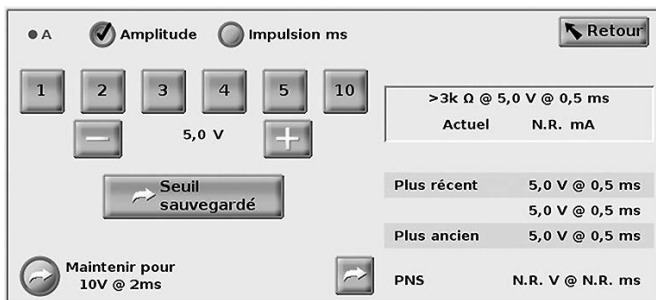 A Amplitude Impulsion ms Retour
1 2 3 4 5 10
− 5,0 V +
>3k Ω @ 5,0 V @ 0,5 ms
Actuel N.R. mA
Seuil
sauvegardé
Plus récent 5,0 V @ 0,5 ms
5,0 V @ 0,5 ms
Plus ancien 5,0 V @ 0,5 ms
Maintenir pour
10V @ 2ms
PNS N.R. V @ N.R. ms